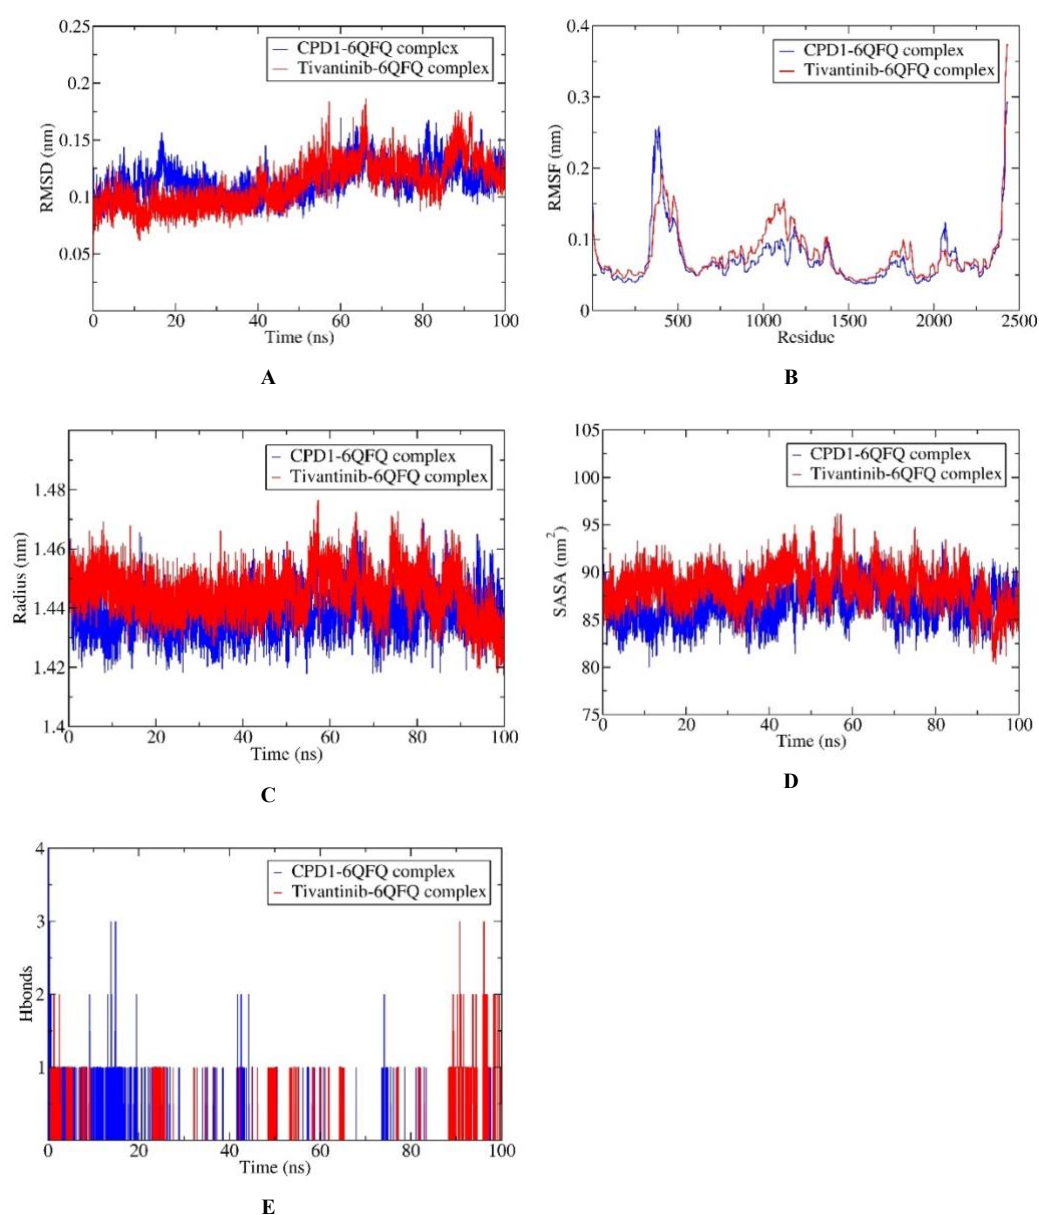 0.25
0.2
0.15
0.1
0.05
RMSD (nm)
CPD1-6QFQ complex
Tivantinib-6QFQ complex
0 20 40 60 80 100
Time (ns)
A
0.4
0.3
0.2
0.1
0
RMSF (nm)
CPD1-6QFQ complex
Tivantinib-6QFQ complex
500 1000 1500 2000 2500
Residue
B
1.48
1.46
1.44
1.42
1.4
Radius (nm)
CPD1-6QFQ complex
Tivantinib-6QFQ complex
0 20 40 60 80 100
Time (ns)
C
105
100
95
90
85
80
75
SASA (nm2)
CPD1-6QFQ complex
Tivantinib-6QFQ complex
0 20 40 60 80 100
Time (ns)
D
4
3
2
1
Hbonds
CPD1-6QFQ complex
Tivantinib-6QFQ complex
0 20 40 60 80 100
Time (ns)
E